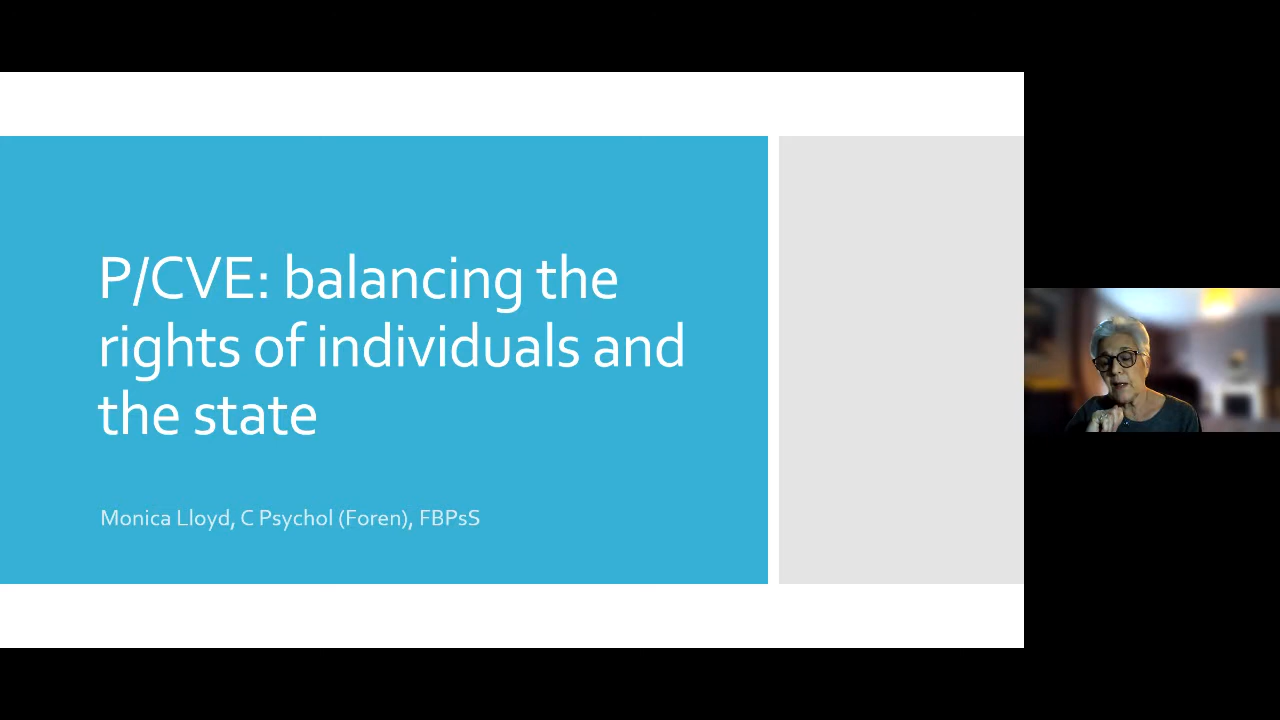 P/CVE: balancing the
rights of individuals and
the state
Monica Lloyd, C Psychol (Foren), FBPsS